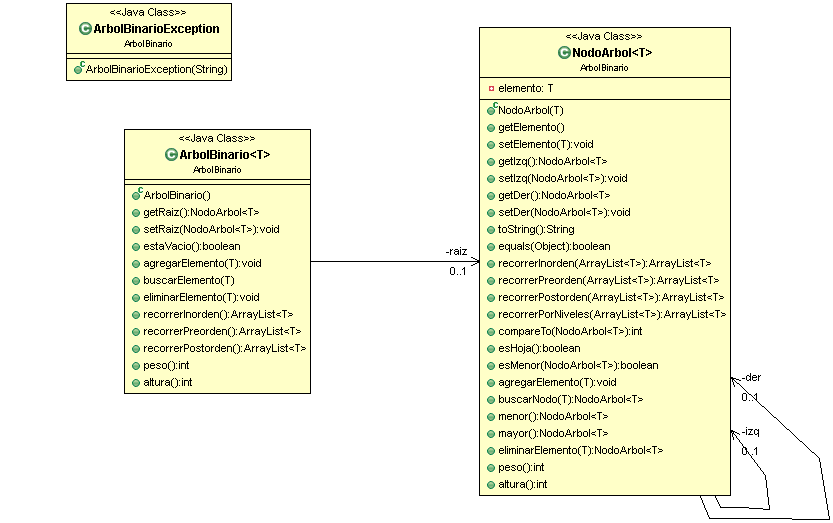 <<Java Class>>
ArbolBinarioException
ArbolBinario
ArbolBinarioException(String)
<<Java Class>>
ArbolBinario<T>
ArbolBinario
ArbolBinario()
getRaiz():NodoArbol<T>
setRaiz(NodoArbol<T>):void
estaVacio():boolean
agregarElemento(T):void
buscarElemento(T)
eliminarElemento(T):void
recorrerInorden():ArrayList<T>
recorrerPreorden():ArrayList<T>
recorrerPostorden():ArrayList<T>
peso():int
altura():int
-raiz
0..1
<<Java Class>>
NodoArbol<T>
ArbolBinario
elemento: T
NodoArbol(T)
getElemento()
setElemento(T):void
getIzq():NodoArbol<T>
setIzq(NodoArbol<T>):void
getDer():NodoArbol<T>
setDer(NodoArbol<T>):void
toString():String
equals(Object):boolean
recorrerInorden(ArrayList<T>):ArrayList<T>
recorrerPreorden(ArrayList<T>):ArrayList<T>
recorrerPostorden(ArrayList<T>):ArrayList<T>
recorrerPorNiveles(ArrayList<T>):ArrayList<T>
compareTo(NodoArbol<T>):int
esHoja():boolean
esMenor(NodoArbol<T>):boolean
agregarElemento(T):void
buscarNodo(T):NodoArbol<T>
menor():NodoArbol<T>
mayor():NodoArbol<T>
eliminarElemento(T):NodoArbol<T>
peso():int
altura():int
-der
0..1
-izq
0..1